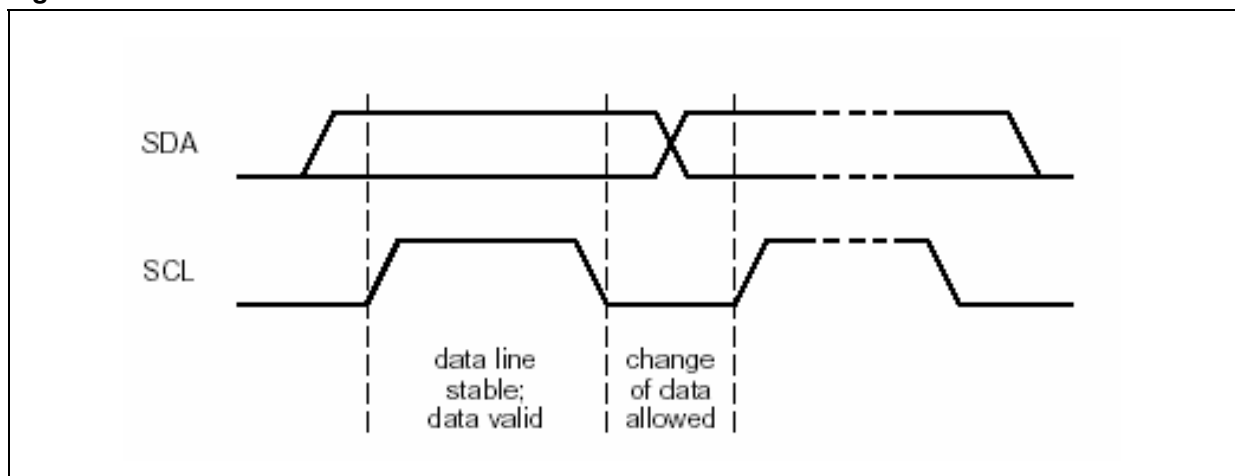 SDA
SCL
data line
stable;
data valid
change
of data
allowed